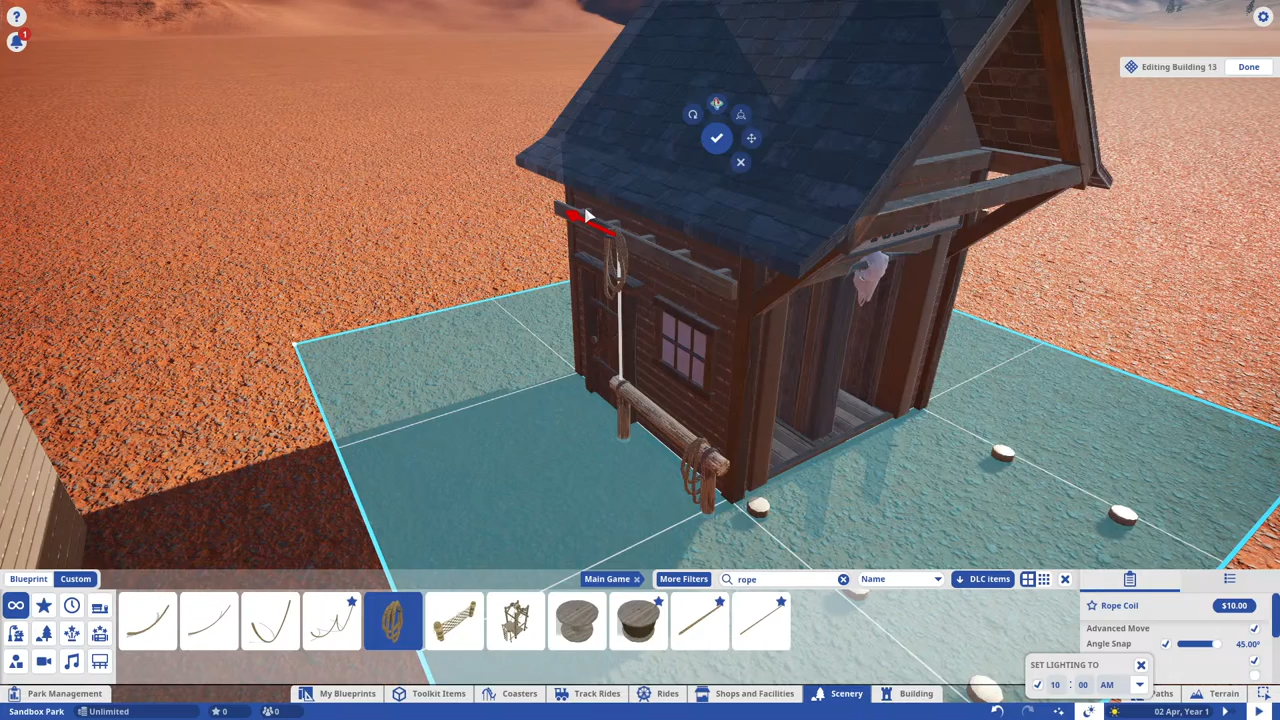 ?
1
Editing Building 13
Done
Blueprint
Custom
Main Game
More Filters
rope
Name
DLC items
Rope Coil
$10.00
Advanced Move
Angle Snap
45.00°
SET LIGHTING TO
10 : 00 AM
Park Management
My Blueprints
Toolkit Items
Coasters
Track Rides
Rides
Shops and Facilities
Scenery
Building
Paths
Terrain
Sandbox Park
Unlimited
0
0
02 Apr, Year 1